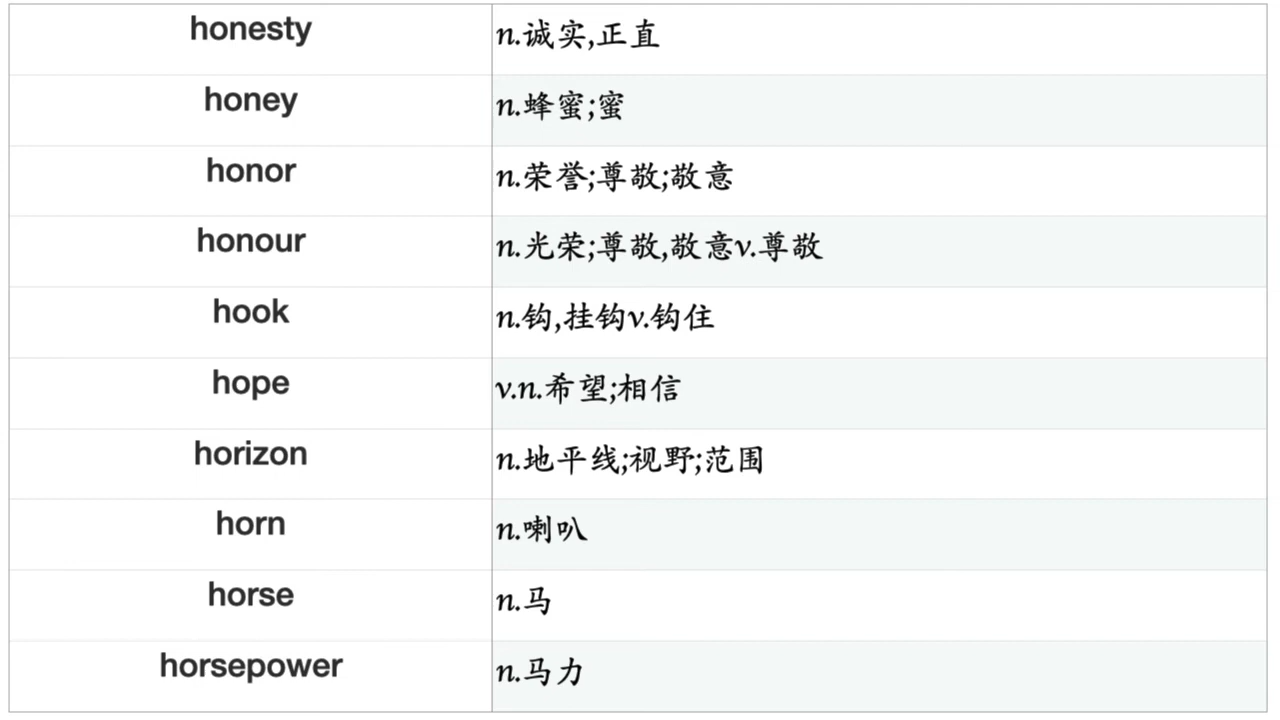 honesty n.诚实,正直
honey n.蜂蜜;蜜
honor n.荣誉;尊敬;敬意
honour n.光荣;尊敬,敬意v.尊敬
hook n.钩,挂钩v.钩住
hope v.n.希望;相信
horizon n.地平线;视野;范围
horn n.喇叭
horse n.马
horsepower n.马力